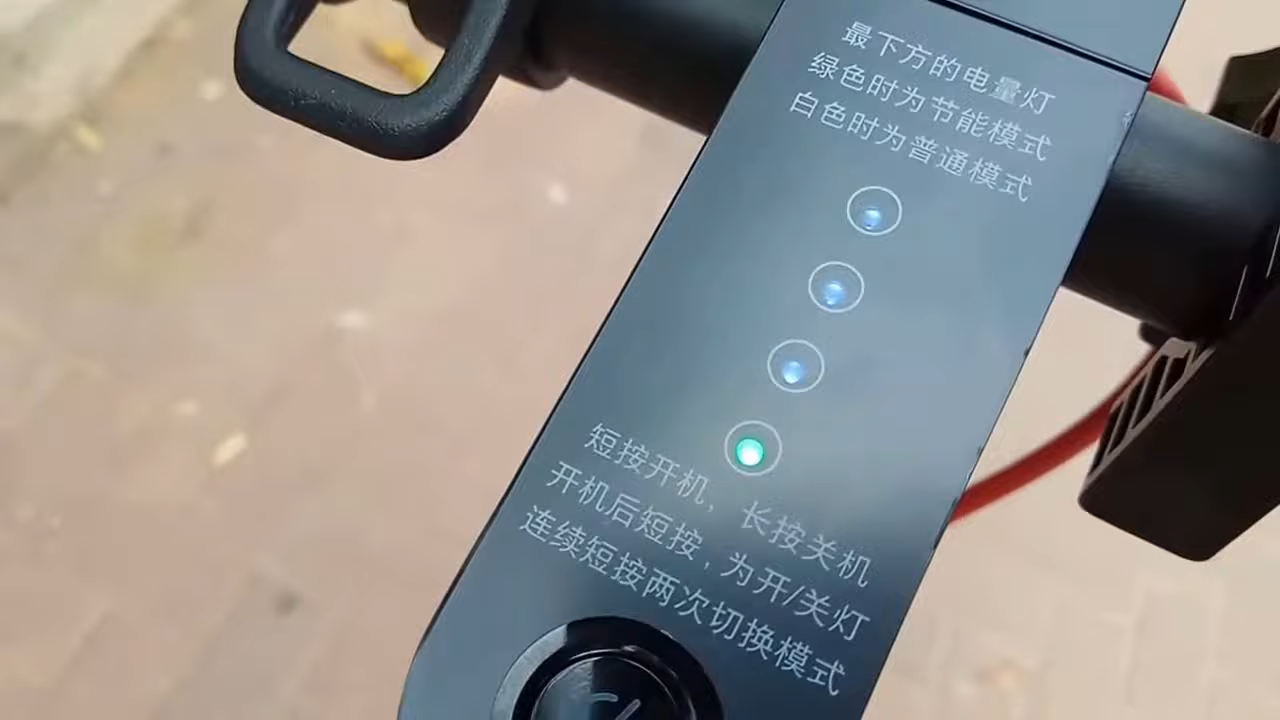 最下方的电量灯
绿色时为节能模式
白色时为普通模式
短按开机，长按关机
开机后短按，为开/关灯
连续短按两次切换模式